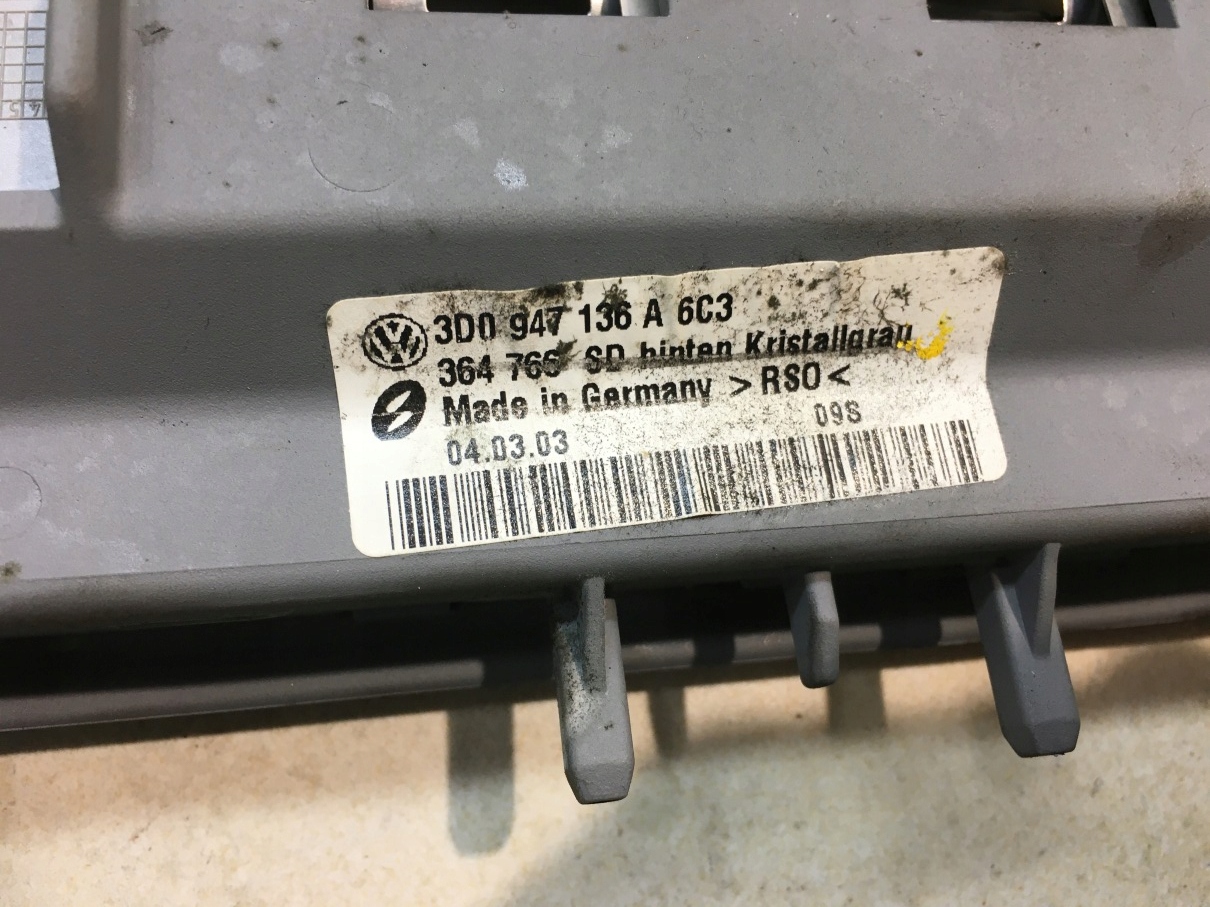 3D0 947 136 A 6C3
364 766 SD hinten Kristallgrau
Made in Germany >RSO<
04.03.03 09S